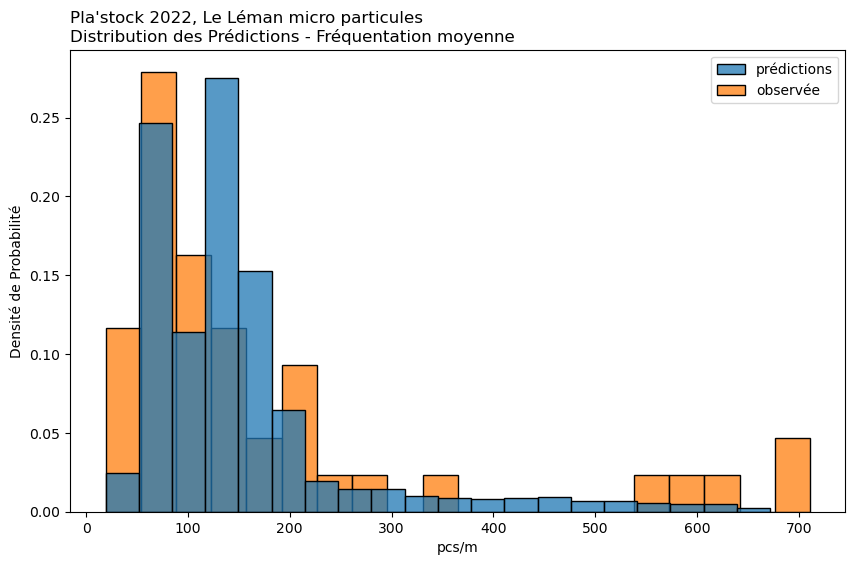 Pla'stock 2022, Le Léman micro particules
Distribution des Prédictions - Fréquentation moyenne
prédictions
observée
Densité de Probabilité
0.25
0.20
0.15
0.10
0.05
0.00
0
100
200
300
400
500
600
700
pcs/m